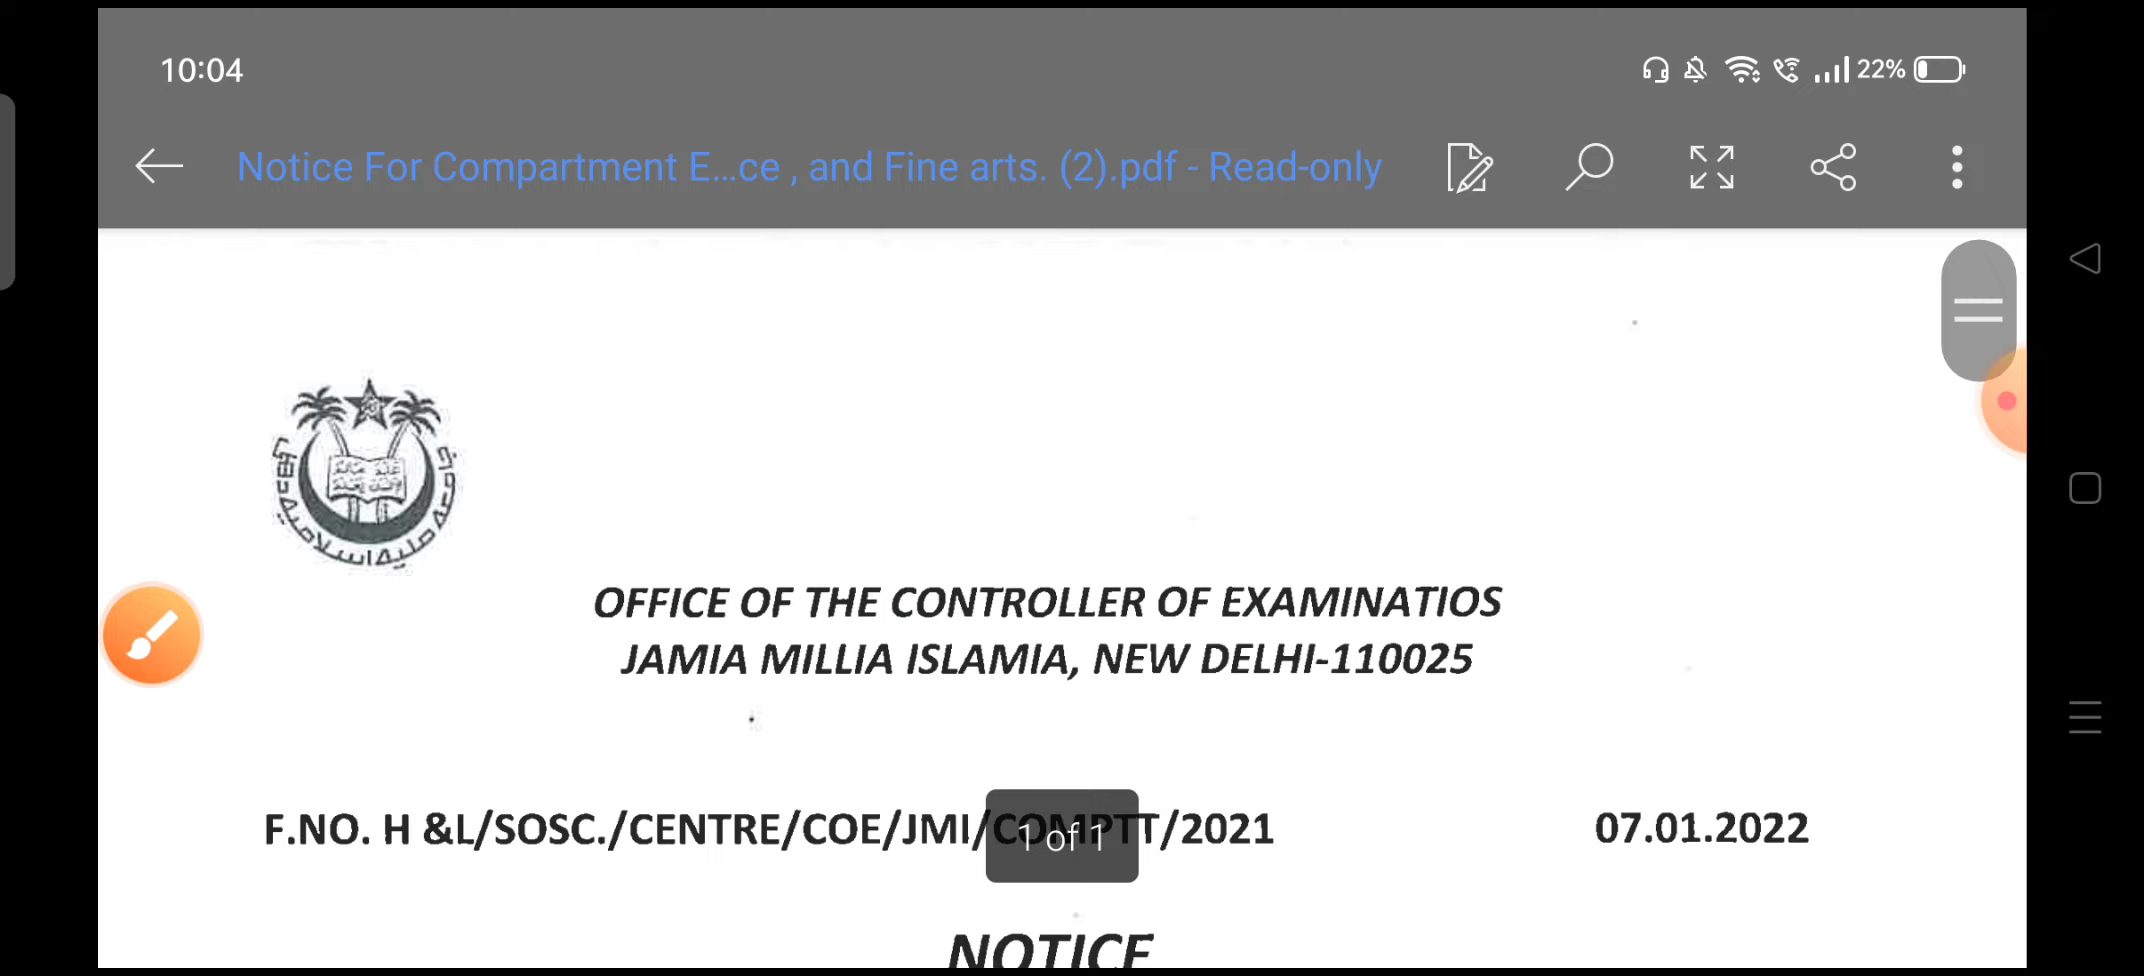 10:04
22%
Notice For Compartment E...ce , and Fine arts. (2).pdf - Read-only
OFFICE OF THE CONTROLLER OF EXAMINATIOS
JAMIA MILLIA ISLAMIA, NEW DELHI-110025
F.NO. H &L/SOSC./CENTRE/COE/JMI/COMPTT/2021
07.01.2022
1 of 1
NOTICE